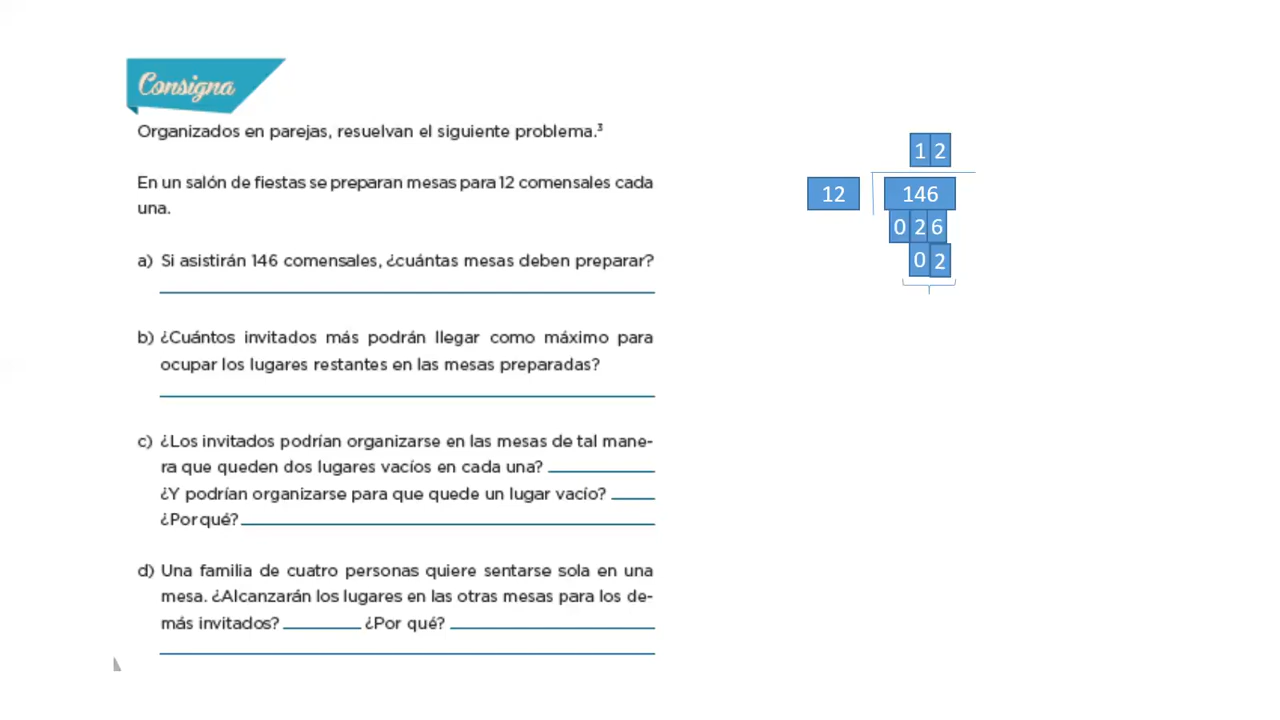 Consigna
Organizados en parejas, resuelvan el siguiente problema.³
En un salón de fiestas se preparan mesas para 12 comensales cada
una.
a) Si asistirán 146 comensales, ¿cuántas mesas deben preparar?
b) ¿Cuántos invitados más podrán llegar como máximo para
ocupar los lugares restantes en las mesas preparadas?
c) ¿Los invitados podrían organizarse en las mesas de tal mane-
ra que queden dos lugares vacíos en cada una?
¿Y podrían organizarse para que quede un lugar vacío?
¿Por qué?
d) Una familia de cuatro personas quiere sentarse sola en una
mesa. ¿Alcanzarán los lugares en las otras mesas para los de-
más invitados? ¿Por qué?
1 2
12 146
0 2 6
0 2